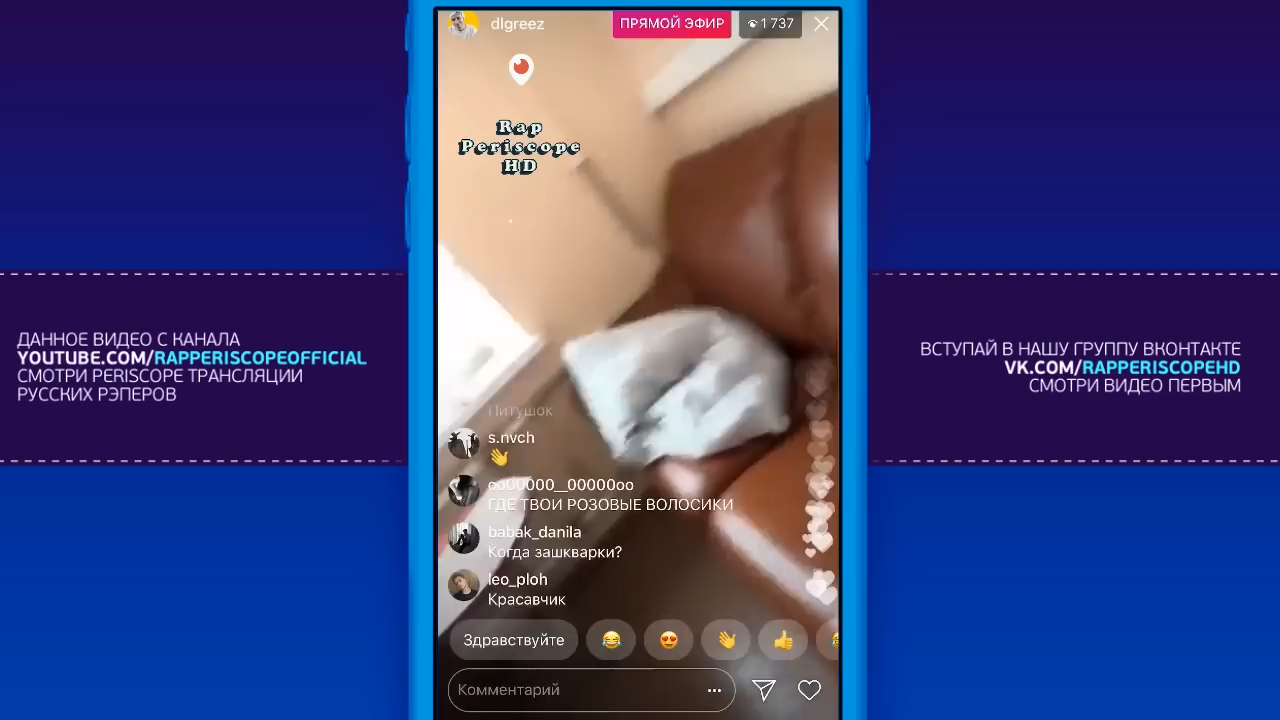 dlgreez
ПРЯМОЙ ЭФИР
1 737
Rap
Periscope
HD
ДАННОЕ ВИДЕО С КАНАЛА
YOUTUBE.COM/RAPPERISCOPEOFFICIAL
СМОТРИ PERISCOPE ТРАНСЛЯЦИИ
РУССКИХ РЭПЕРОВ
ВСТУПАЙ В НАШУ ГРУППУ ВКОНТАКТЕ
VK.COM/RAPPERISCOPEHD
СМОТРИ ВИДЕО ПЕРВЫМ
Питушок
s.nvch
👋
oo00000__00000oo
ГДЕ ТВОИ РОЗОВЫЕ ВОЛОСИКИ
babak_danila
Когда зашкварки?
leo_ploh
Красавчик
Здравствуйте
Комментарий